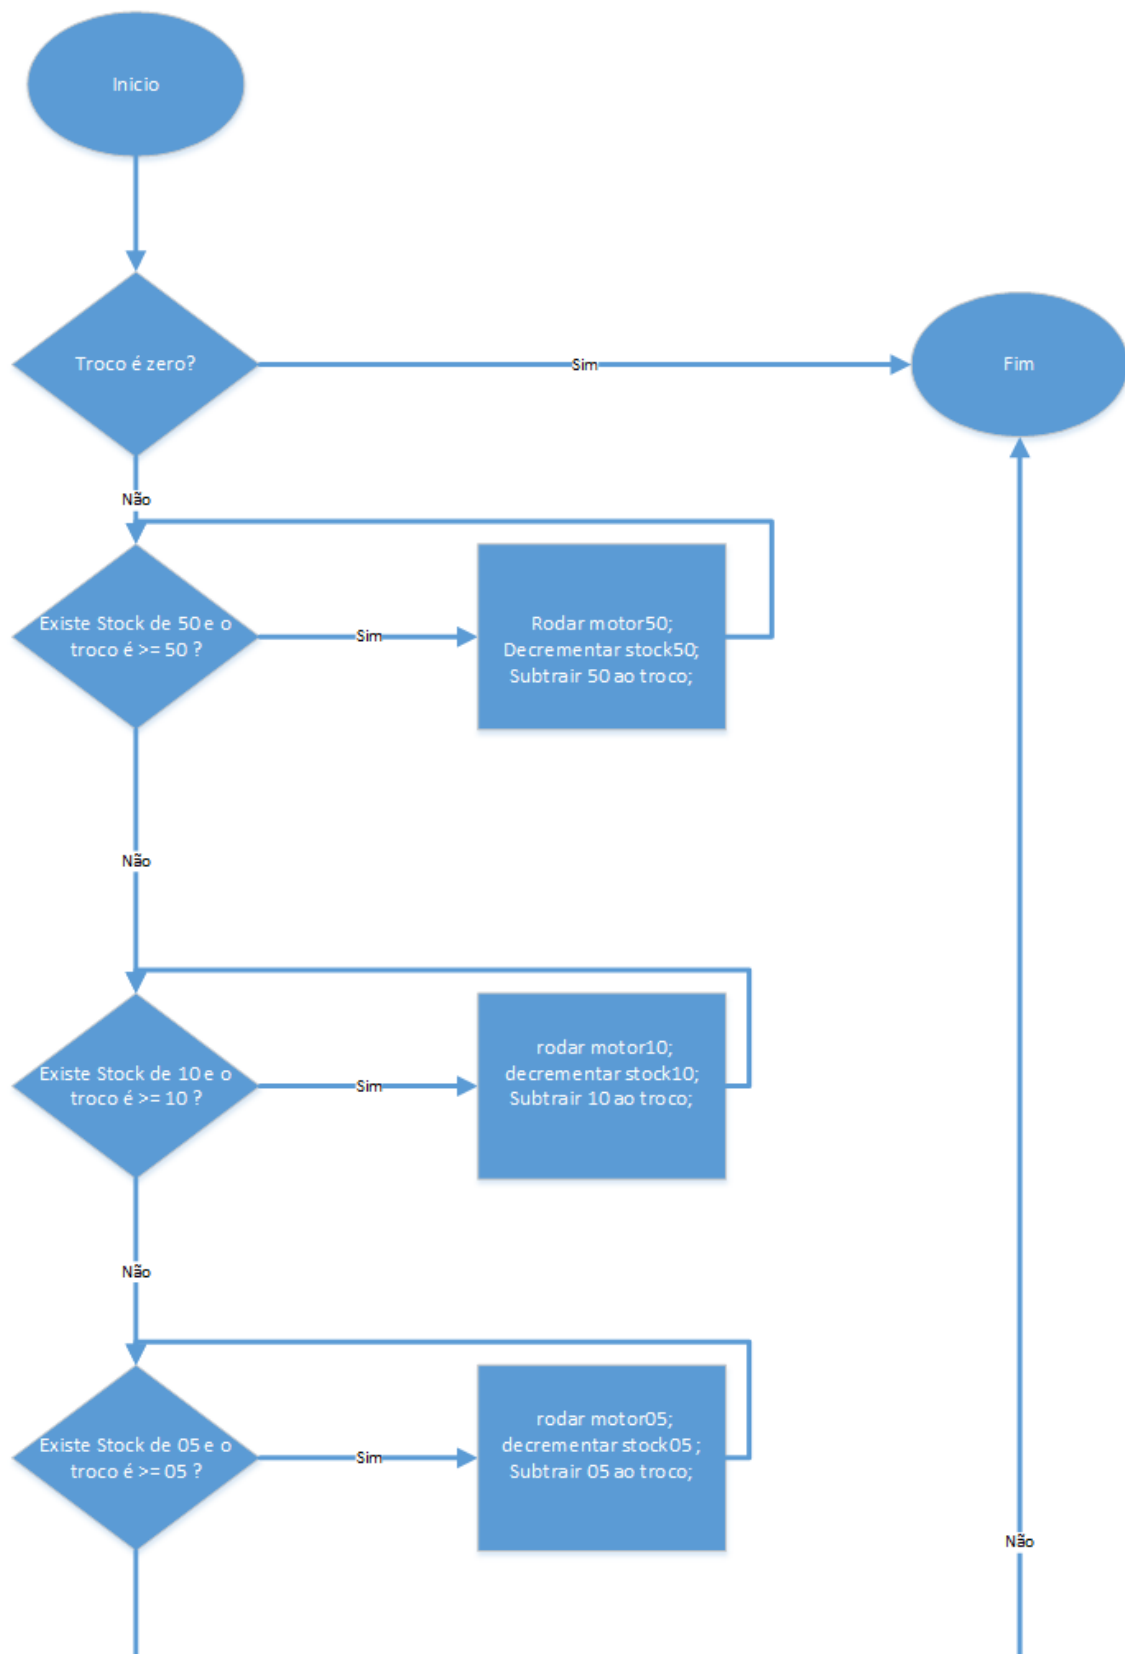 Inicio
Troco é zero?
Sim
Fim
Não
Existe Stock de 50 e o
troco é >= 50 ?
Sim
Rodar motor50;
Decrementar stock50;
Subtrair 50 ao troco;
Não
Existe Stock de 10 e o
troco é >= 10 ?
Sim
rodar motor10;
decrementar stock10;
Subtrair 10 ao troco;
Não
Existe Stock de 05 e o
troco é >= 05 ?
Sim
rodar motor05;
decrementar stock05 ;
Subtrair 05 ao troco;
Não